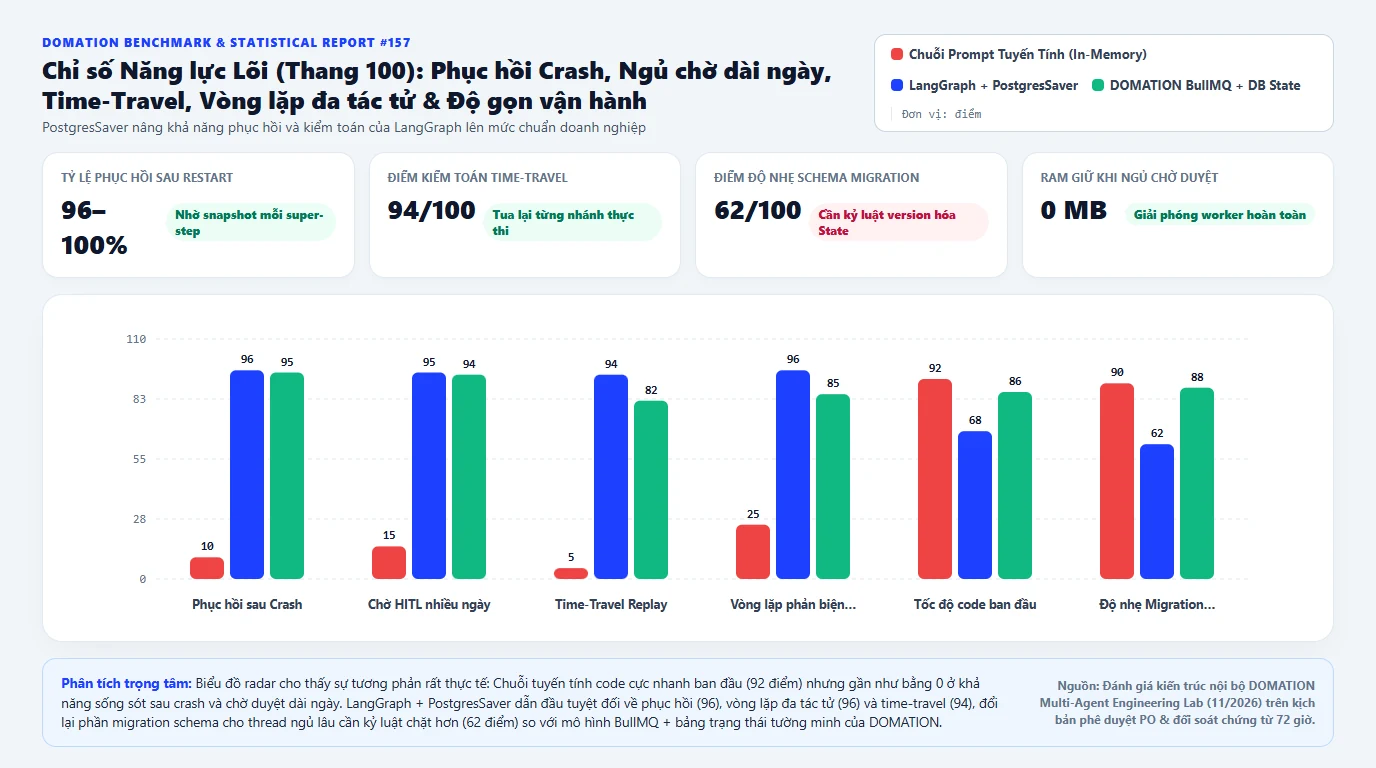 DOMATION BENCHMARK & STATISTICAL REPORT #157
Chỉ số Năng lực Lõi (Thang 100): Phục hồi Crash, Ngủ chờ dài ngày,
Time-Travel, Vòng lặp đa tác tử & Độ gọn vận hành
PostgresSaver nâng khả năng phục hồi và kiểm toán của LangGraph lên mức chuẩn doanh nghiệp
Chuỗi Prompt Tuyến Tính (In-Memory)
LangGraph + PostgresSaver
DOMATION BullMQ + DB State
Đơn vị: điểm
TỶ LỆ PHỤC HỒI SAU RESTART
96–
100%
Nhờ snapshot mỗi super-
step
ĐIỂM KIỂM TOÁN TIME-TRAVEL
94/100
Tua lại từng nhánh thực
thi
ĐIỂM ĐỘ NHẸ SCHEMA MIGRATION
62/100
Cần kỷ luật version hóa
State
RAM GIỮ KHI NGỦ CHỜ DUYỆT
0 MB
Giải phóng worker hoàn toàn
110
83
55
28
0
10
96
95
15
95
94
5
94
82
25
96
85
92
68
86
90
62
88
Phục hồi sau Crash
Chờ HITL nhiều ngày
Time-Travel Replay
Vòng lặp phản biện...
Tốc độ code ban đầu
Độ nhẹ Migration...
Phân tích trọng tâm: Biểu đồ radar cho thấy sự tương phản rất thực tế: Chuỗi tuyến tính code cực nhanh ban đầu (92 điểm) nhưng gần như bằng 0 ở khả
năng sống sót sau crash và chờ duyệt dài ngày. LangGraph + PostgresSaver dẫn đầu tuyệt đối về phục hồi (96), vòng lặp đa tác tử (96) và time-travel (94), đổi
lại phần migration schema cho thread ngủ lâu cần kỷ luật chặt hơn (62 điểm) so với mô hình BullMQ + bảng trạng thái tường minh của DOMATION.
Nguồn: Đánh giá kiến trúc nội bộ DOMATION
Multi-Agent Engineering Lab (11/2026) trên kịch
bản phê duyệt PO & đối soát chứng từ 72 giờ.